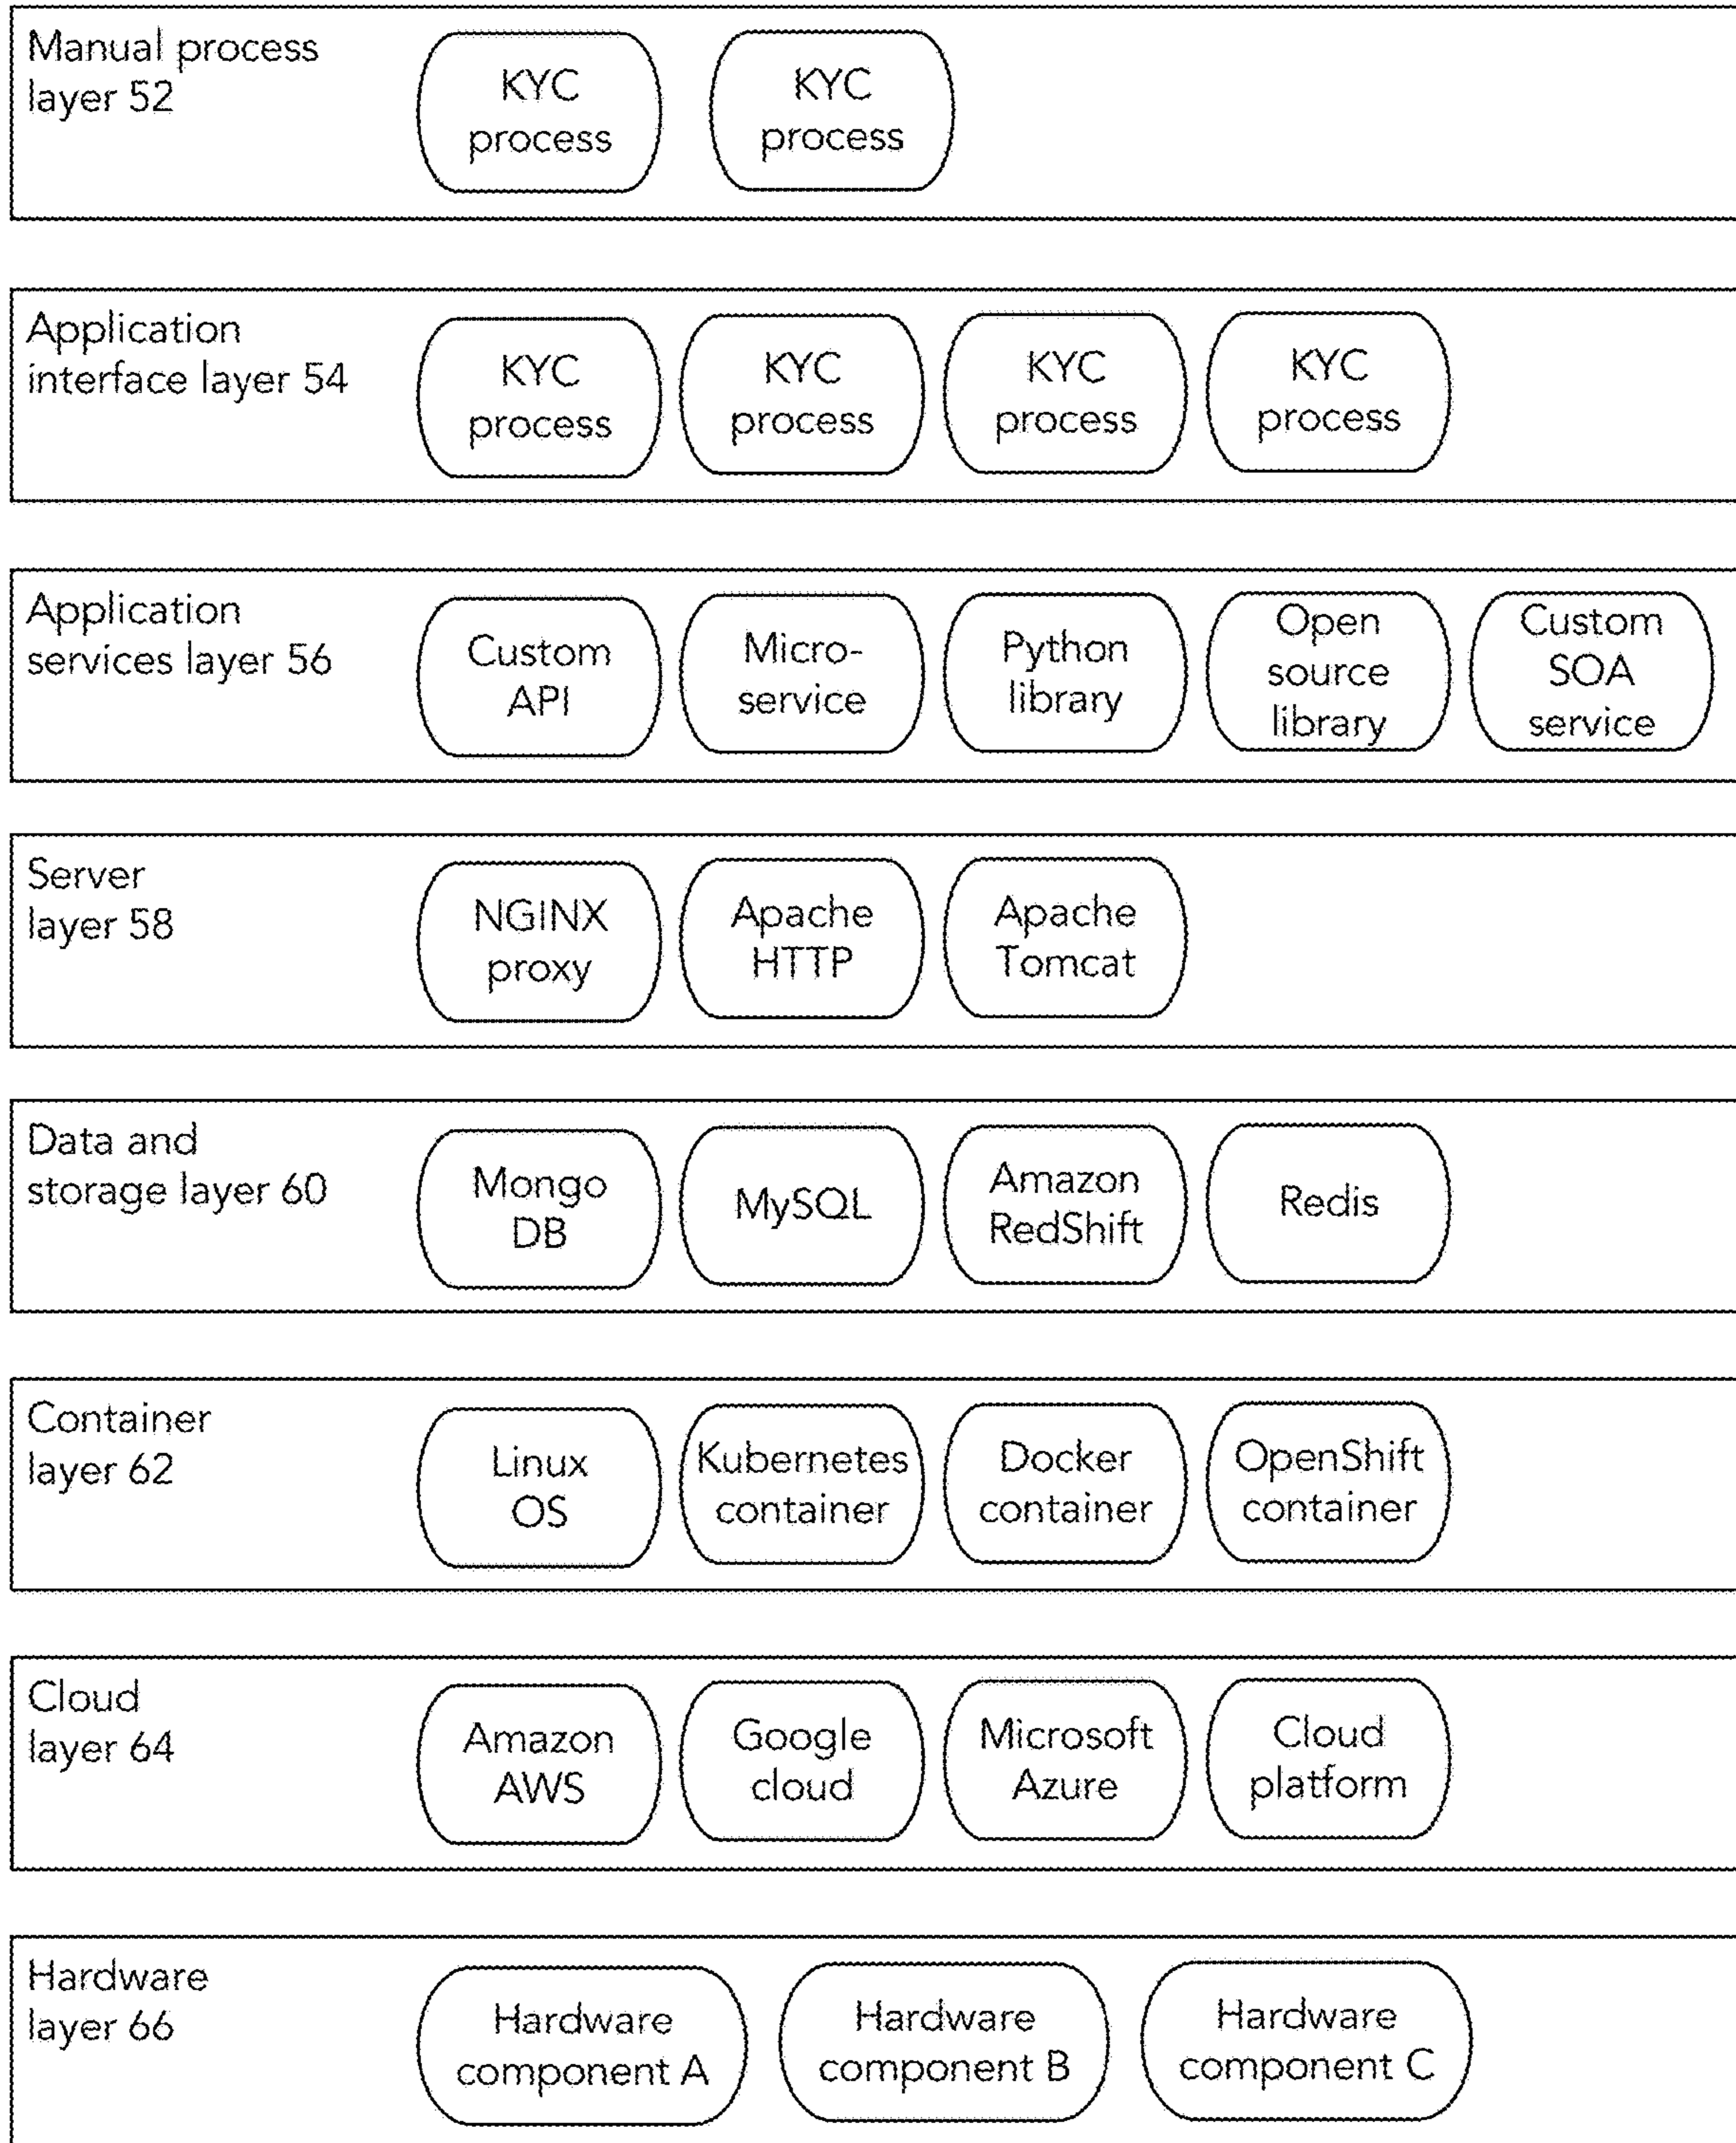 Manual process
layer 52
KYC
process
KYC
process
Application
interface layer 54
KYC
process
KYC
process
KYC
process
KYC
process
Application
services layer 56
Custom
API
Micro-
service
Python
library
Open
source
library
Custom
SOA
service
Server
layer 58
NGINX
proxy
Apache
HTTP
Apache
Tomcat
Data and
storage layer 60
Mongo
DB
MySQL
Amazon
RedShift
Redis
Container
layer 62
Linux
OS
Kubernetes
container
Docker
container
OpenShift
container
Cloud
layer 64
Amazon
AWS
Google
cloud
Microsoft
Azure
Cloud
platform
Hardware
layer 66
Hardware
component A
Hardware
component B
Hardware
component C